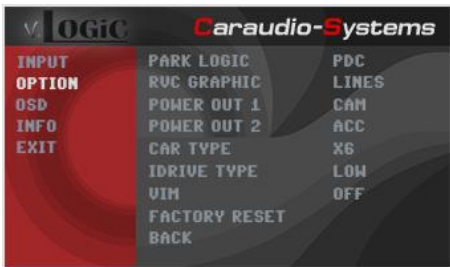 v.LOGiC Caraudio-Systems
INPUT PARK LOGIC PDC
OPTION RVC GRAPHIC LINES
OSD POWER OUT 1 CAM
INFO POWER OUT 2 ACC
EXIT CAR TYPE X6
IDRIVE TYPE LOW
VIM OFF
FACTORY RESET
BACK